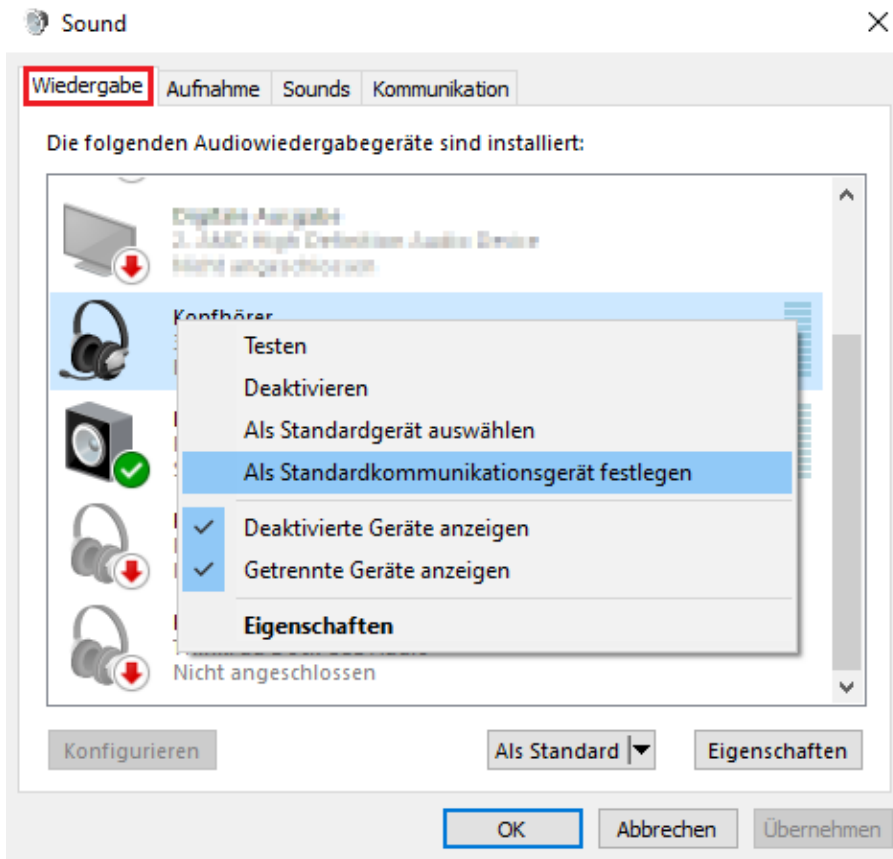 Sound
Wiedergabe Aufnahme Sounds Kommunikation
Die folgenden Audiowiedergabegeräte sind installiert:
Kopfhörer
Testen
Deaktivieren
Als Standardgerät auswählen
Als Standardkommunikationsgerät festlegen
Deaktivierte Geräte anzeigen
Getrennte Geräte anzeigen
Eigenschaften
Nicht angeschlossen
Konfigurieren Als Standard Eigenschaften
OK Abbrechen Übernehmen